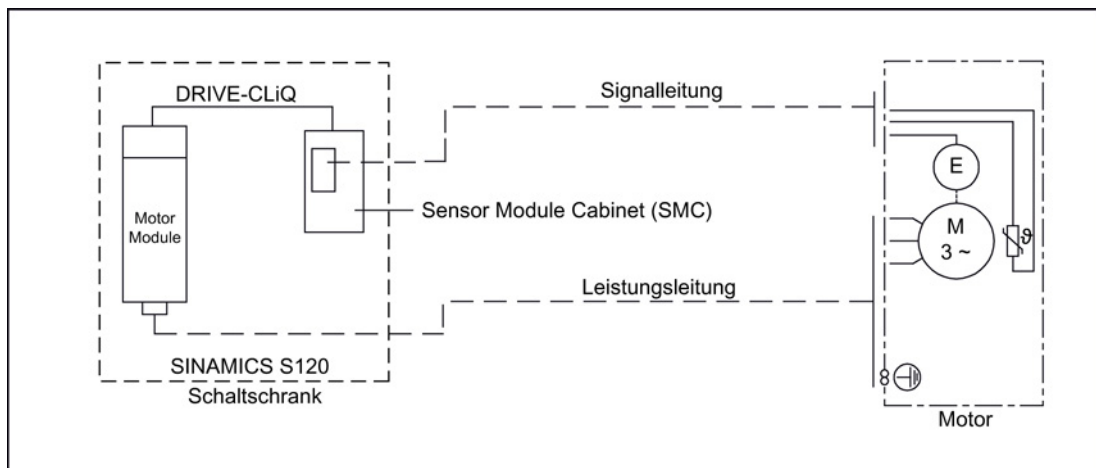 DRIVE-CLiQ
Signalleitung
E
Motor
Module
Sensor Module Cabinet (SMC)
M
3 ~
ϑ
Leistungsleitung
SINAMICS S120
Schaltschrank
Motor